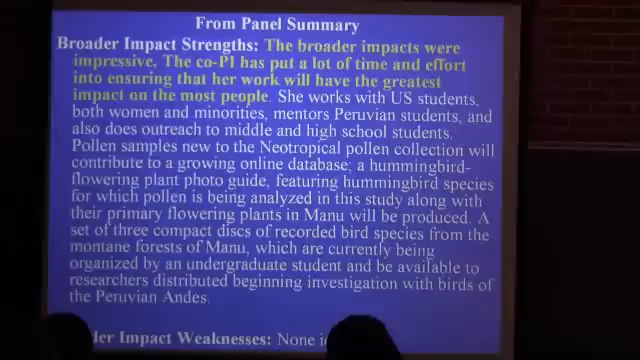 From Panel Summary
Broader Impact Strengths: The broader impacts were
impressive. The co-PI has put a lot of time and effort
into ensuring that her work will have the greatest
impact on the most people. She works with US students,
both women and minorities, mentors Peruvian students, and
also does outreach to middle and high school students.
Pollen samples new to the Neotropical pollen collection will
contribute to a growing online database; a hummingbird-
flowering plant photo guide, featuring hummingbird species
for which pollen is being analyzed in this study along with
their primary flowering plants in Manu will be produced. A
set of three compact discs of recorded bird species from the
montane forests of Manu, which are currently being
organized by an undergraduate student and be available to
researchers distributed beginning investigation with birds of
the Peruvian Andes.
Impact Weaknesses: None